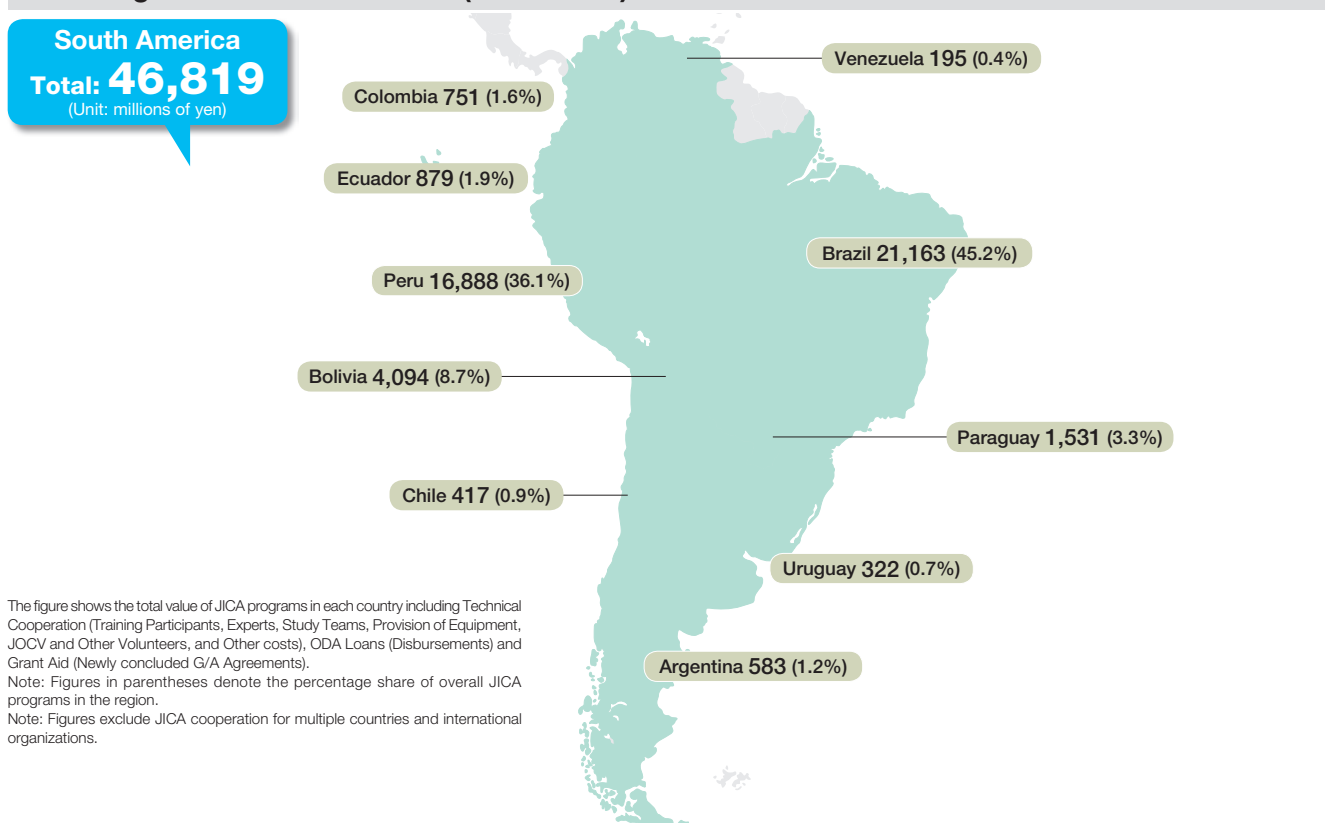 South America
Total: 46,819
(Unit: millions of yen)
Venezuela 195 (0.4%)
Colombia 751 (1.6%)
Ecuador 879 (1.9%)
Brazil 21,163 (45.2%)
Peru 16,888 (36.1%)
Bolivia 4,094 (8.7%)
Paraguay 1,531 (3.3%)
Chile 417 (0.9%)
Uruguay 322 (0.7%)
Argentina 583 (1.2%)
The figure shows the total value of JICA programs in each country including Technical
Cooperation (Training Participants, Experts, Study Teams, Provision of Equipment,
JOCV and Other Volunteers, and Other costs), ODA Loans (Disbursements) and
Grant Aid (Newly concluded G/A Agreements).
Note: Figures in parentheses denote the percentage share of overall JICA
programs in the region.
Note: Figures exclude JICA cooperation for multiple countries and international
organizations.